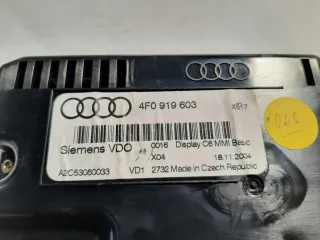 4F0 919 603 X517
Siemens VDO 0016 Display C6 MMI Basic
X04 18.11.2004
A2C53080033 VD1 2732 Made in Czech Republic